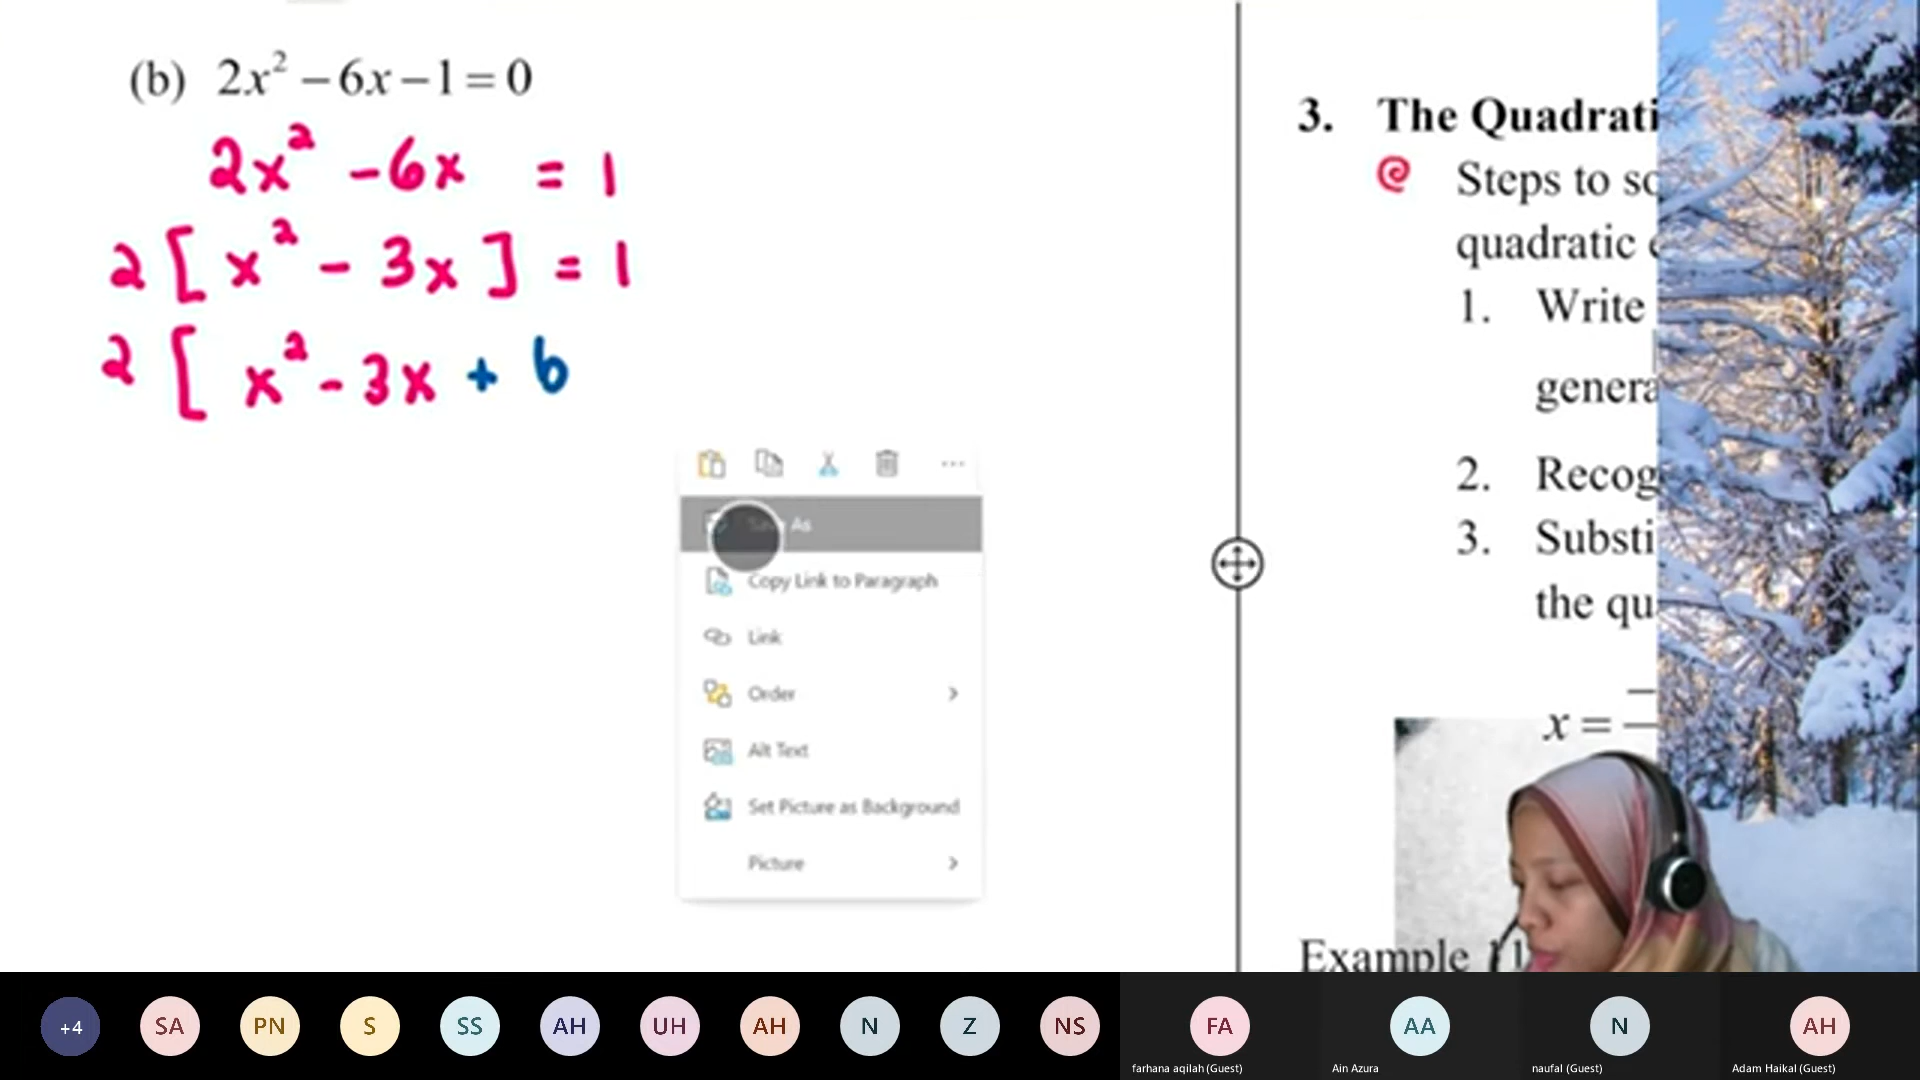 (b) 2x² – 6x – 1 = 0
2x² - 6x = 1
2 [ x² - 3x ] = 1
2 [ x² - 3x + 6
As
Copy Link to Paragraph
Link
Order
Alt Text
Set Picture as Background
Picture
3. The Quadrati
Steps to so
quadratic
1. Write
genera
2. Recog
3. Substi
the qu
x =
Example 11
+4
SA
PN
S
SS
AH
UH
AH
N
Z
NS
FA
AA
N
AH
farhana aqilah (Guest)
Ain Azura
naufal (Guest)
Adam Haikal (Guest)